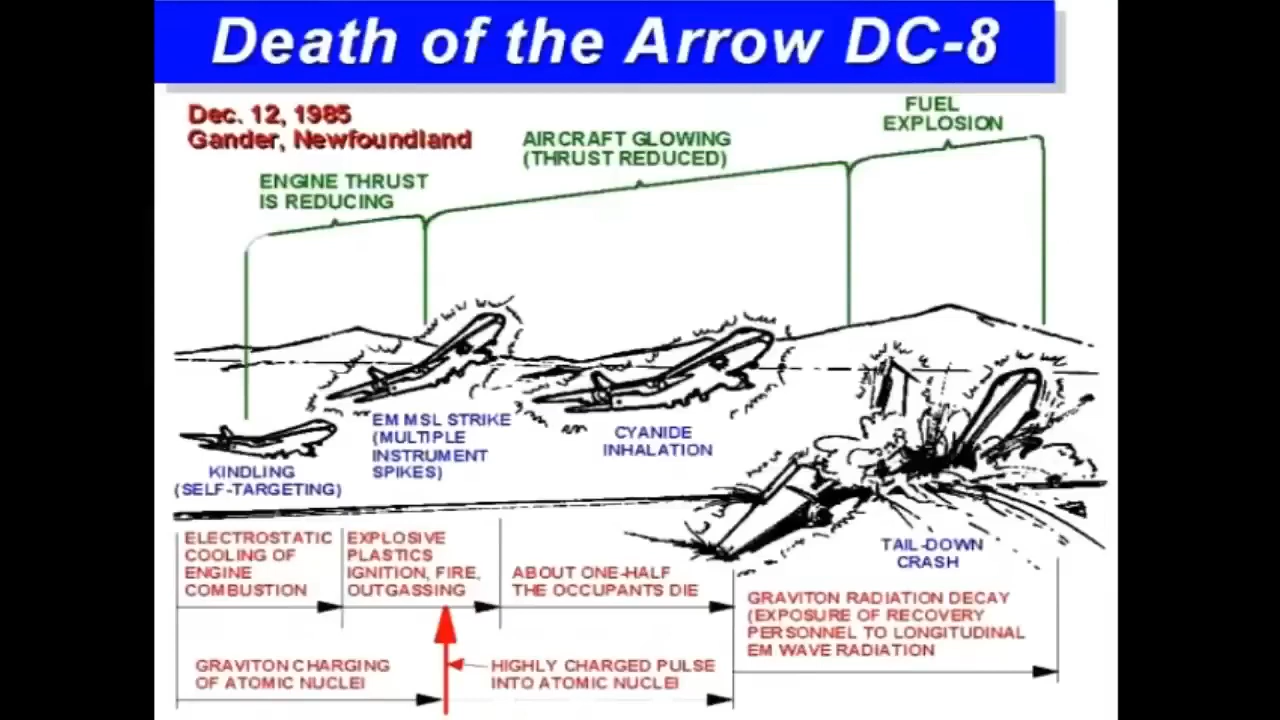 Death of the Arrow DC-8
Dec. 12, 1985
Gander, Newfoundland
FUEL
EXPLOSION
AIRCRAFT GLOWING
(THRUST REDUCED)
ENGINE THRUST
IS REDUCING
KINDLING
(SELF-TARGETING)
EM MSL STRIKE
(MULTIPLE
INSTRUMENT
SPIKES)
CYANIDE
INHALATION
TAIL-DOWN
CRASH
ELECTROSTATIC
COOLING OF
ENGINE
COMBUSTION
EXPLOSIVE
PLASTICS
IGNITION, FIRE,
OUTGASSING
ABOUT ONE-HALF
THE OCCUPANTS DIE
GRAVITON RADIATION DECAY
(EXPOSURE OF RECOVERY
PERSONNEL TO LONGITUDINAL
EM WAVE RADIATION
GRAVITON CHARGING
OF ATOMIC NUCLEI
HIGHLY CHARGED PULSE
INTO ATOMIC NUCLEI